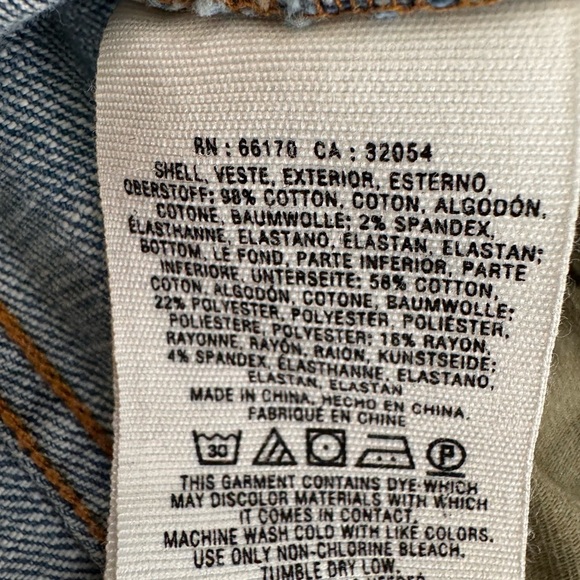 RN : 66170 CA : 32054
SHELL, VESTE, EXTERIOR, ESTERNO,
OBERSTOFF: 98% COTTON, COTON, ALGODÓN,
COTONE, BAUMWOLLE; 2% SPANDEX,
ÉLASTHANNE, ELASTANO, ÉLASTAN, ELASTAN;
BOTTOM, LE FOND, PARTE INFERIOR, PARTE
INFERIORE, UNTERSEITE: 56% COTTON,
COTON, ALGODÓN, COTONE, BAUMWOLLE;
22% POLYESTER, POLYESTER, POLIÉSTER,
POLIESTERE, POLYESTER; 18% RAYON,
RAYONNE, RAYÓN, RAION, KUNSTSEIDE;
4% SPANDEX, ÉLASTHANNE, ELASTANO,
ELASTAN, ELASTAN
MADE IN CHINA, HECHO EN CHINA.
FABRIQUÉ EN CHINE
30 P
THIS GARMENT CONTAINS DYE WHICH
MAY DISCOLOR MATERIALS WITH WHICH
IT COMES IN CONTACT.
MACHINE WASH COLD WITH LIKE COLORS.
USE ONLY NON-CHLORINE BLEACH.
TUMBLE DRY LOW.